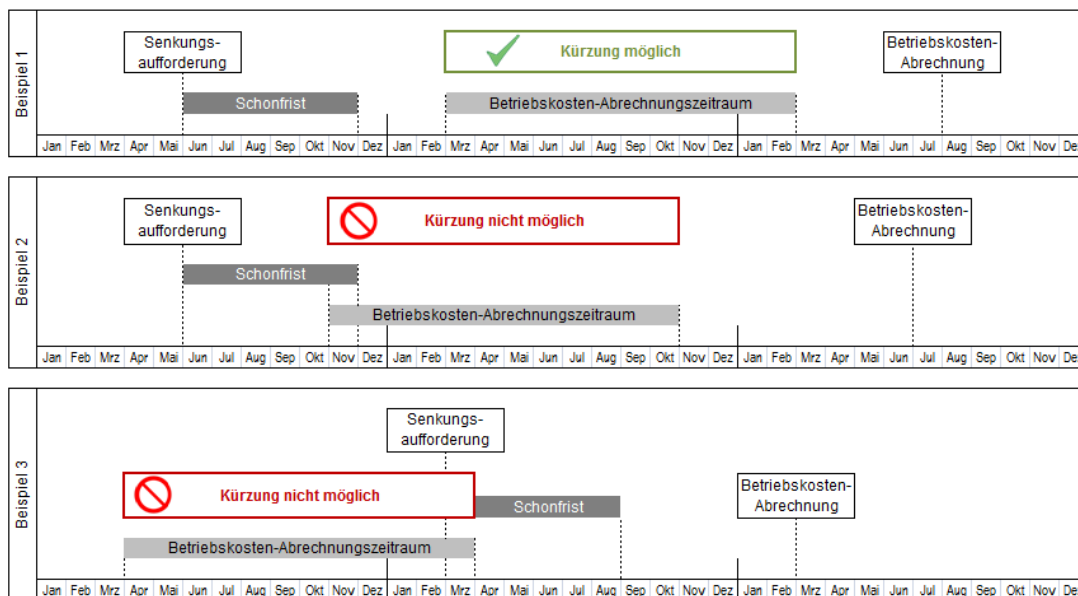 Beispiel 1
Senkungs-
aufforderung
Kürzung möglich
Betriebskosten-
Abrechnung
Schonfrist
Betriebskosten-Abrechnungszeitraum
Jan Feb Mrz Apr Mai Jun Jul Aug Sep Okt Nov Dez Jan Feb Mrz Apr Mai Jun Jul Aug Sep Okt Nov Dez Jan Feb Mrz Apr Mai Jun Jul Aug Sep Okt Nov De
Beispiel 2
Senkungs-
aufforderung
Kürzung nicht möglich
Betriebskosten-
Abrechnung
Schonfrist
Betriebskosten-Abrechnungszeitraum
Jan Feb Mrz Apr Mai Jun Jul Aug Sep Okt Nov Dez Jan Feb Mrz Apr Mai Jun Jul Aug Sep Okt Nov Dez Jan Feb Mrz Apr Mai Jun Jul Aug Sep Okt Nov De
Beispiel 3
Senkungs-
aufforderung
Kürzung nicht möglich
Schonfrist
Betriebskosten-
Abrechnung
Betriebskosten-Abrechnungszeitraum
Jan Feb Mrz Apr Mai Jun Jul Aug Sep Okt Nov Dez Jan Feb Mrz Apr Mai Jun Jul Aug Sep Okt Nov Dez Jan Feb Mrz Apr Mai Jun Jul Aug Sep Okt Nov De